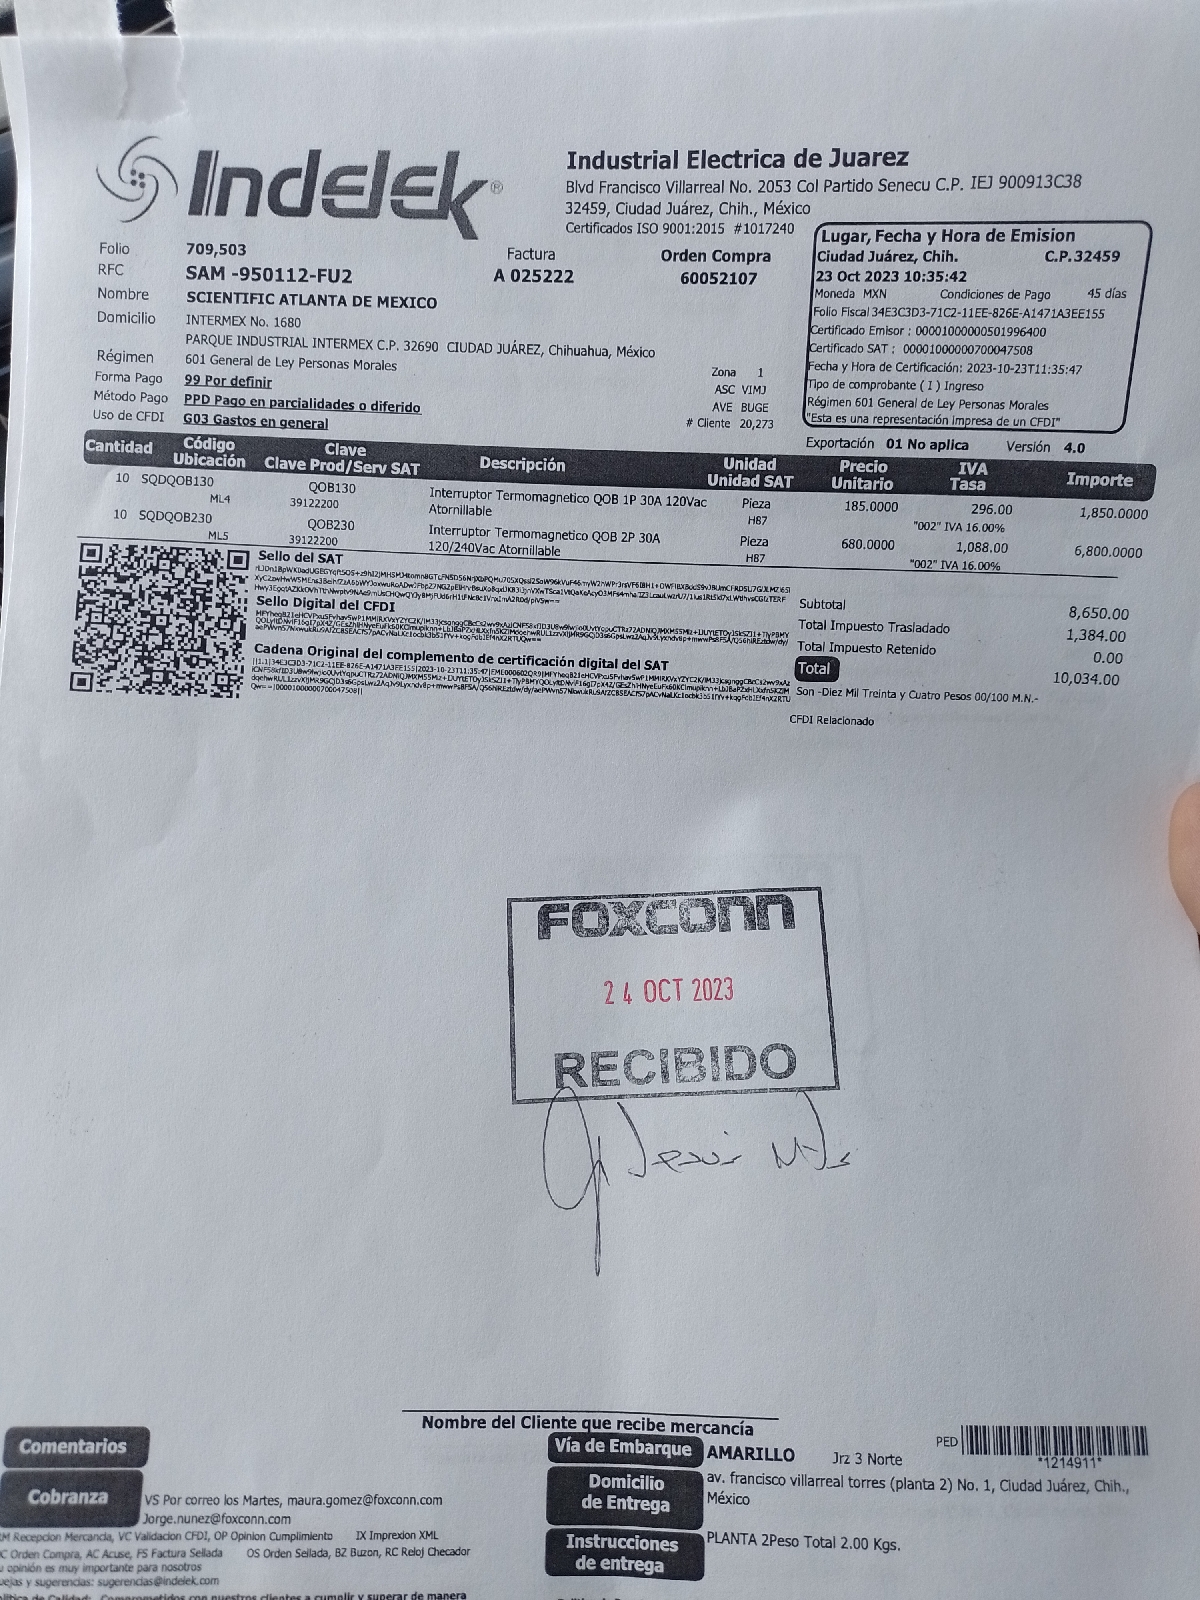 Indelek®
Industrial Electrica de Juarez
Blvd Francisco Villarreal No. 2053 Col Partido Senecu C.P. IEJ 900913C38
32459, Ciudad Juárez, Chih., México
Certificados ISO 9001:2015 #1017240
Folio 709,503
RFC SAM -950112-FU2
Factura
A 025222
Orden Compra
60052107
Nombre SCIENTIFIC ATLANTA DE MEXICO
Domicilio INTERMEX No. 1680
PARQUE INDUSTRIAL INTERMEX C.P. 32690 CIUDAD JUÁREZ, Chihuahua, México
Régimen 601 General de Ley Personas Morales
Forma Pago 99 Por definir
Método Pago PPD Pago en parcialidades o diferido
Uso de CFDI G03 Gastos en general
Zona 1
ASC VIMJ
AVE BUGE
# Cliente 20,273
Lugar, Fecha y Hora de Emision
Ciudad Juárez, Chih. C.P.32459
23 Oct 2023 10:35:42
Moneda MXN Condiciones de Pago 45 días
Folio Fiscal 34E3C3D3-71C2-11EE-826E-A1471A3EE155
Certificado Emisor : 00001000000501996400
Certificado SAT : 00001000000700047508
Fecha y Hora de Certificación: 2023-10-23T11:35:47
Tipo de comprobante ( I ) Ingreso
Régimen 601 General de Ley Personas Morales
"Esta es una representación impresa de un CFDI"
Exportación 01 No aplica Versión 4.0
Cantidad Código Ubicación Clave Clave Prod/Serv SAT Descripción Unidad Unidad SAT Precio Unitario IVA Tasa Importe
10 SQDQOB130 QOB130 Interruptor Termomagnetico QOB 1P 30A 120Vac Pieza 185.0000 296.00 1,850.0000
ML4 39122200 Atornillable H87 "002" IVA 16.00%
10 SQDQOB230 QOB230 Interruptor Termomagnetico QOB 2P 30A Pieza 680.0000 1,088.00 6,800.0000
ML5 39122200 120/240Vac Atornillable H87 "002" IVA 16.00%
Sello del SAT
Sello Digital del CFDI
Cadena Original del complemento de certificación digital del SAT
Subtotal 8,650.00
Total Impuesto Trasladado 1,384.00
Total Impuesto Retenido 0.00
Total 10,034.00
Son -Diez Mil Treinta y Cuatro Pesos 00/100 M.N.-
CFDI Relacionado
FOXCONN
24 OCT 2023
RECIBIDO
Jesús
Nombre del Cliente que recibe mercancía
Comentarios
Cobranza
VS Por correo los Martes, maura.gomez@foxconn.com
Jorge.nunez@foxconn.com
Recepcion Mercancia, VC Validacion CFDI, OP Opinion Cumplimiento IX Impresion XML
Orden Compra, AC Acuse, FS Factura Sellada OS Orden Sellada, BZ Buzon, RC Reloj Checador
opinión es muy importante para nosotros
y sugerencias: sugerencias@indelek.com
de Calidad: Comprometidos con nuestros clientes a cumplir y superar de manera
Vía de Embarque AMARILLO Jrz 3 Norte
PED
*1214911*
Domicilio de Entrega
av. francisco villarreal torres (planta 2) No. 1, Ciudad Juárez, Chih.,
México
Instrucciones de entrega
PLANTA 2Peso Total 2.00 Kgs.